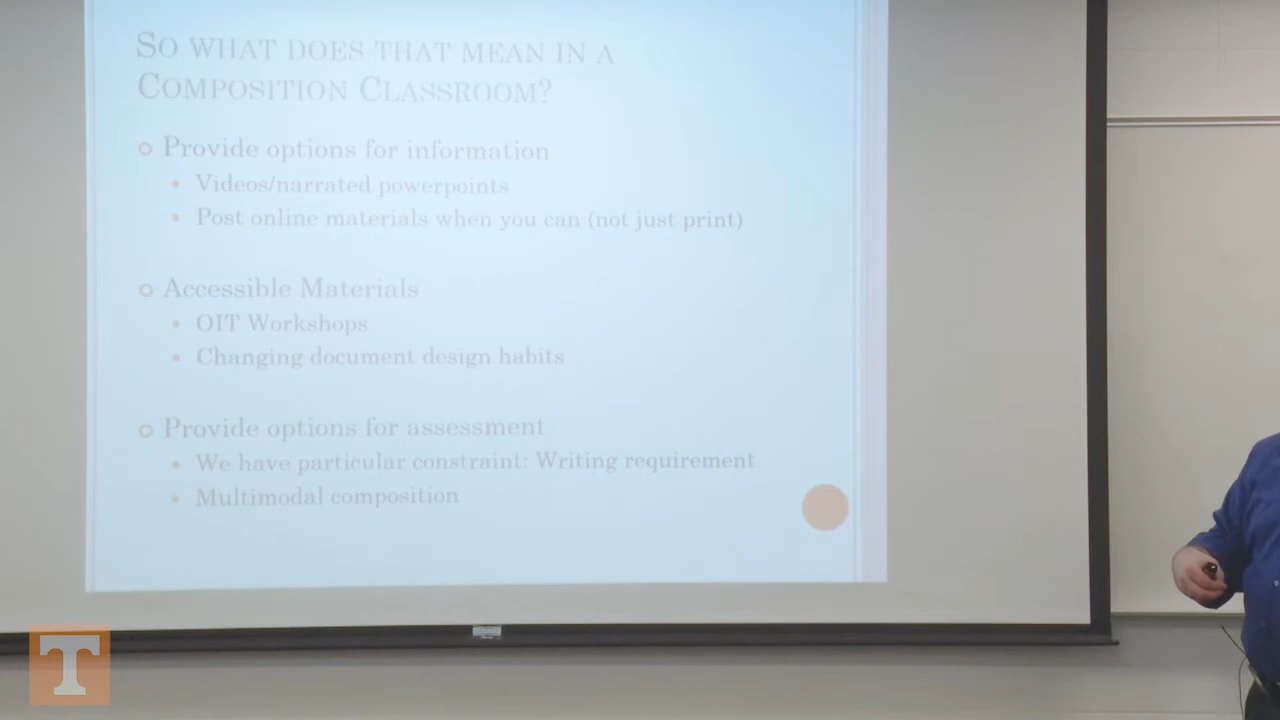 SO WHAT DOES THAT MEAN IN A
COMPOSITION CLASSROOM?
Provide options for information
Videos/narrated powerpoints
Post online materials when you can (not just print)
Accessible Materials
OIT Workshops
Changing document design habits
Provide options for assessment
We have particular constraint: Writing requirement
Multimodal composition
T